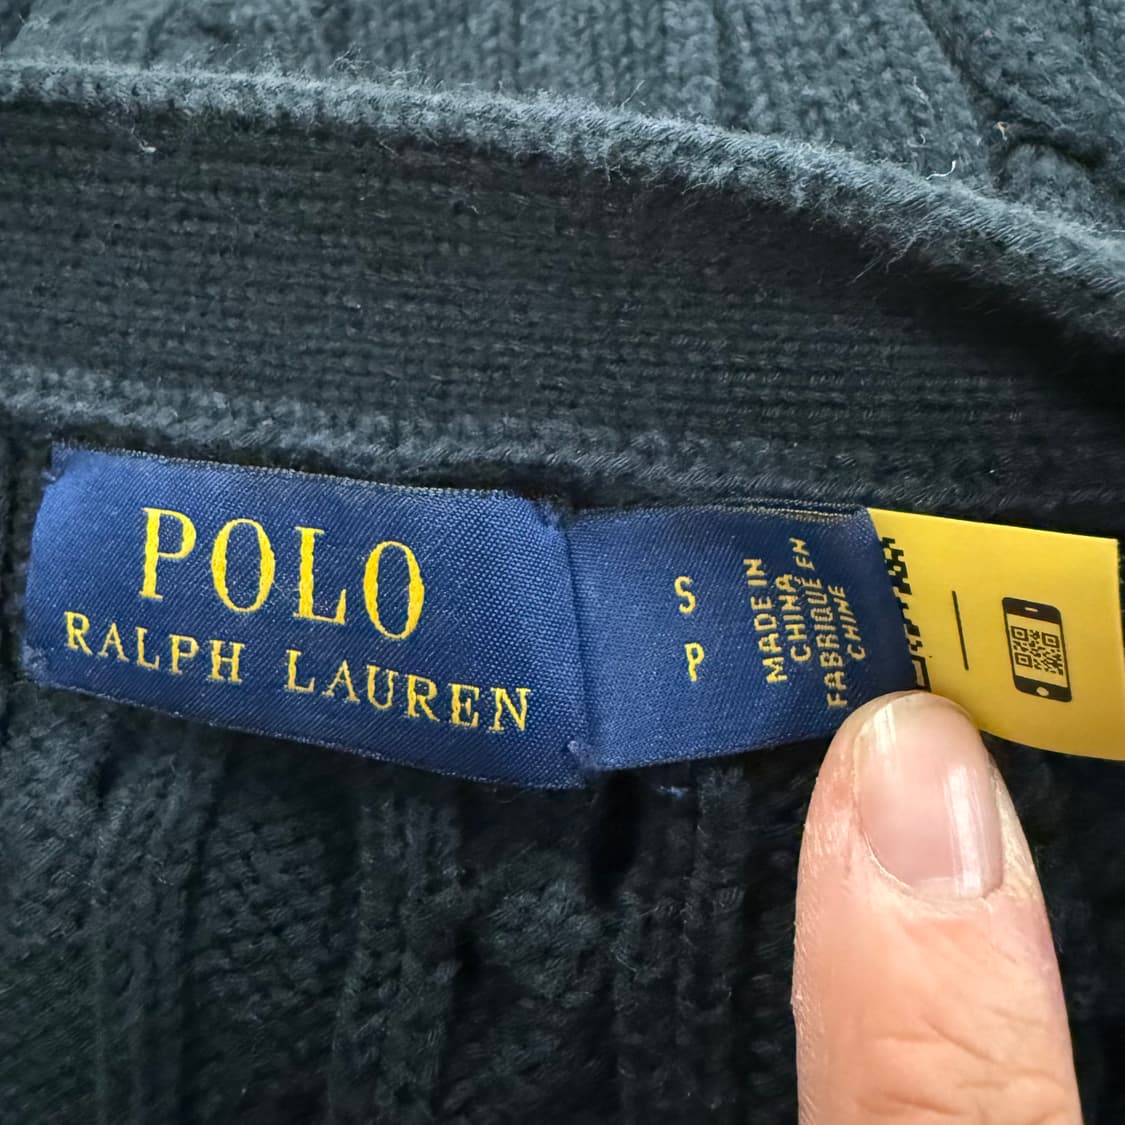 POLO
RALPH LAUREN
S
P
MADE IN
CHINA
FABRIQUÉ EN
CHINE